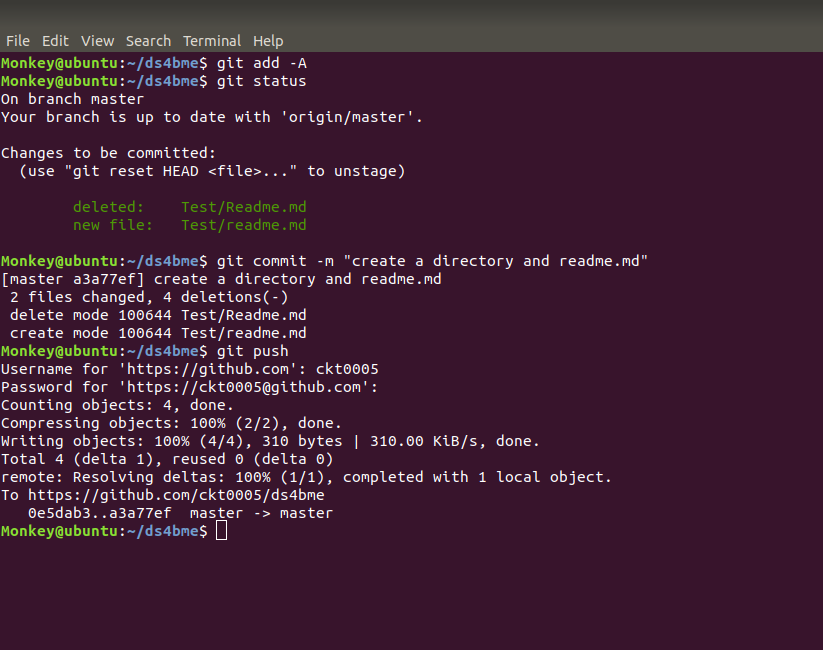 File Edit View Search Terminal Help
Monkey@ubuntu:~/ds4bme$ git add -A
Monkey@ubuntu:~/ds4bme$ git status
On branch master
Your branch is up to date with 'origin/master'.
Changes to be committed:
  (use "git reset HEAD <file>..." to unstage)
        deleted:    Test/Readme.md
        new file:   Test/readme.md
Monkey@ubuntu:~/ds4bme$ git commit -m "create a directory and readme.md"
[master a3a77ef] create a directory and readme.md
 2 files changed, 4 deletions(-)
 delete mode 100644 Test/Readme.md
 create mode 100644 Test/readme.md
Monkey@ubuntu:~/ds4bme$ git push
Username for 'https://github.com': ckt0005
Password for 'https://ckt0005@github.com':
Counting objects: 4, done.
Compressing objects: 100% (2/2), done.
Writing objects: 100% (4/4), 310 bytes | 310.00 KiB/s, done.
Total 4 (delta 1), reused 0 (delta 0)
remote: Resolving deltas: 100% (1/1), completed with 1 local object.
To https://github.com/ckt0005/ds4bme
   0e5dab3..a3a77ef  master -> master
Monkey@ubuntu:~/ds4bme$